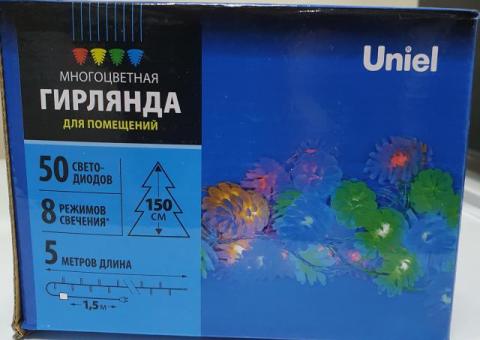 Uniel
МНОГОЦВЕТНАЯ
ГИРЛЯНДА
ДЛЯ ПОМЕЩЕНИЙ
50 СВЕТО-
ДИОДОВ
8 РЕЖИМОВ
СВЕЧЕНИЯ*
150
СМ
5 МЕТРОВ ДЛИНА
1,5 м